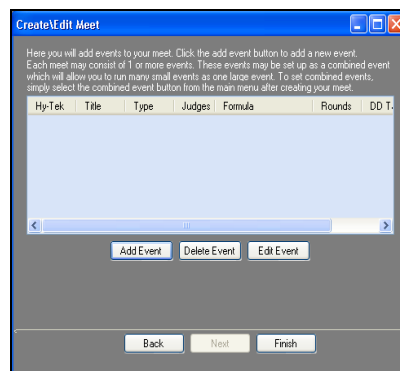 Create\Edit Meet
Here you will add events to your meet. Click the add event button to add a new event.
Each meet may consist of 1 or more events. These events may be set up as a combined event
which will allow you to run many small events as one large event. To set combined events,
simply select the combined event button from the main menu after creating your meet.
Hy-Tek Title Type Judges Formula Rounds DD T
Add Event Delete Event Edit Event
Back Next Finish